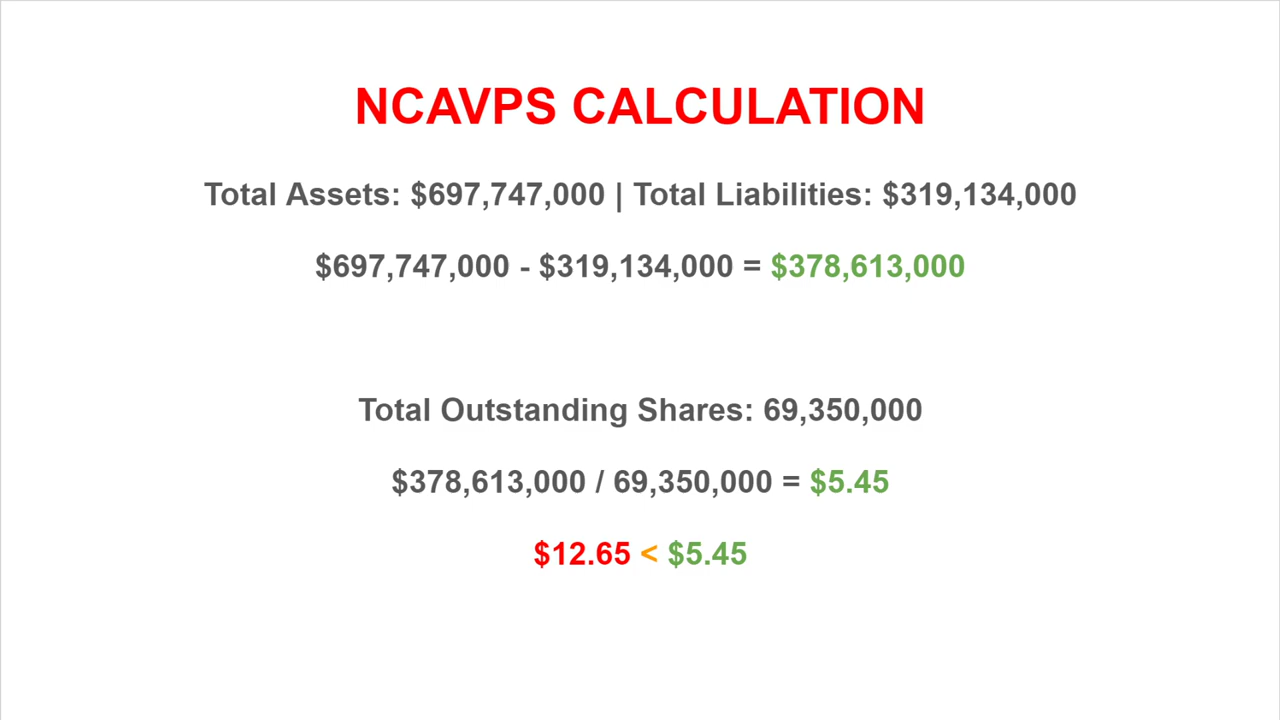 NCAVPS CALCULATION
Total Assets: $697,747,000 | Total Liabilities: $319,134,000
$697,747,000 - $319,134,000 = $378,613,000
Total Outstanding Shares: 69,350,000
$378,613,000 / 69,350,000 = $5.45
$12.65 < $5.45